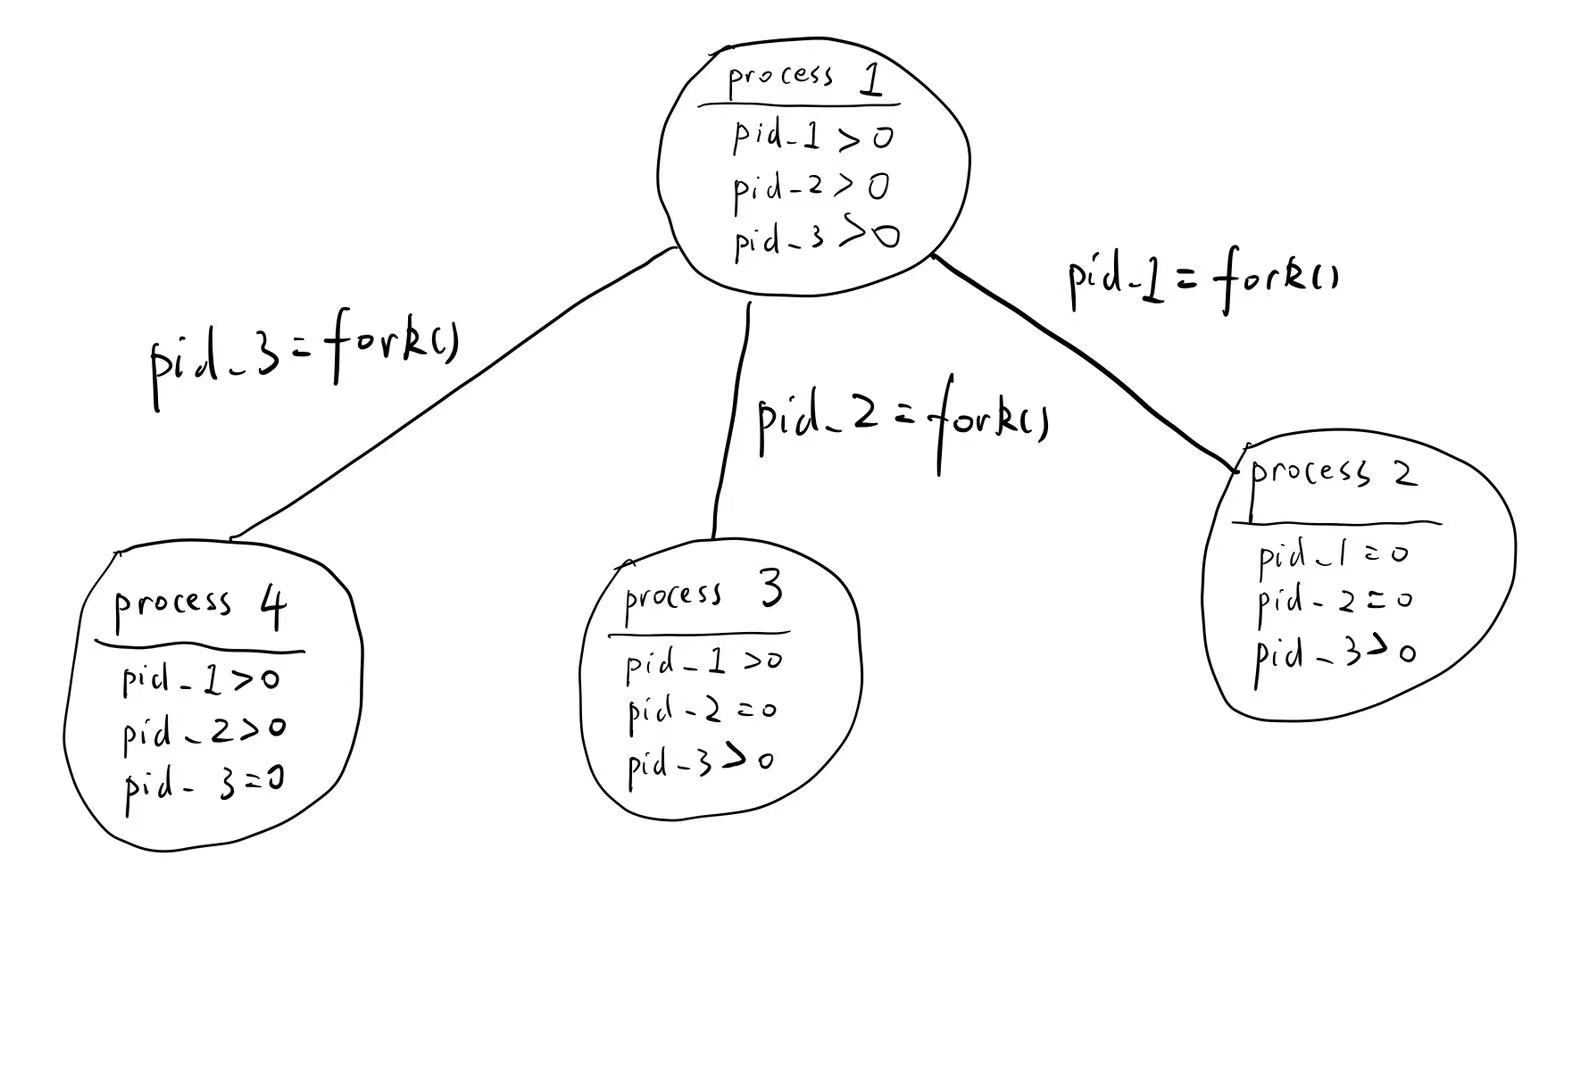 process 1
pid_1 > 0
pid_2 > 0
pid_3 > 0
pid_1 = fork()
pid_3 = fork()
pid_2 = fork()
process 2
pid_1 = 0
pid_2 = 0
pid_3 > 0
process 3
pid_1 > 0
pid_2 = 0
pid_3 > 0
process 4
pid_1 > 0
pid_2 > 0
pid_3 = 0